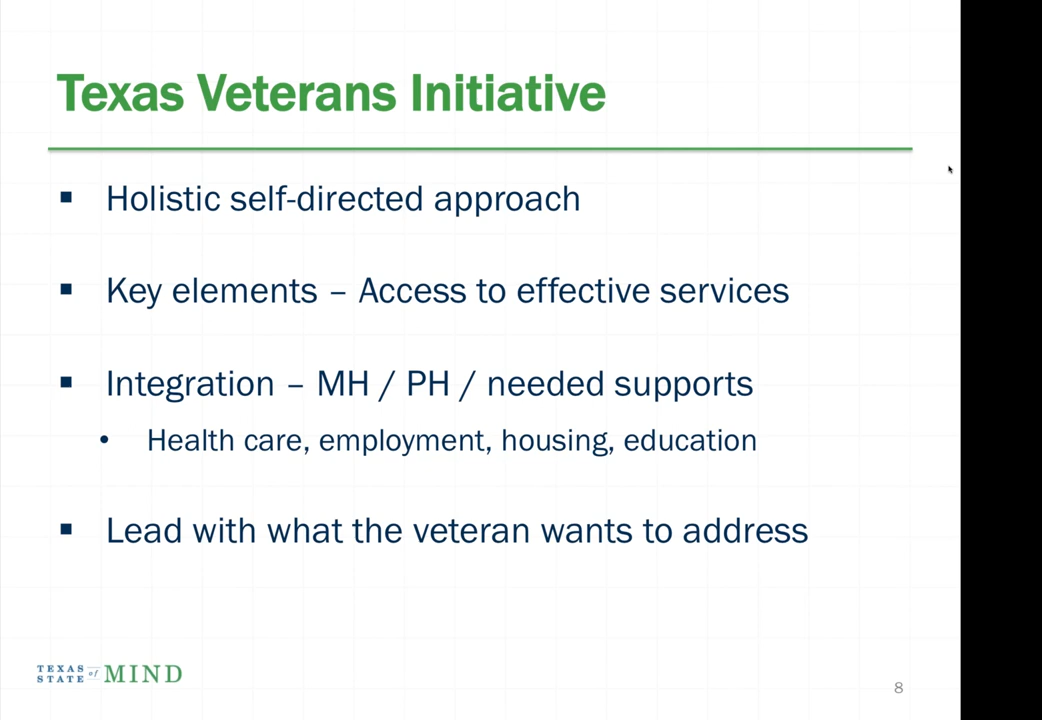 Texas Veterans Initiative
▪ Holistic self-directed approach
▪ Key elements – Access to effective services
▪ Integration – MH / PH / needed supports
• Health care, employment, housing, education
▪ Lead with what the veteran wants to address
TEXAS
STATE of MIND
8